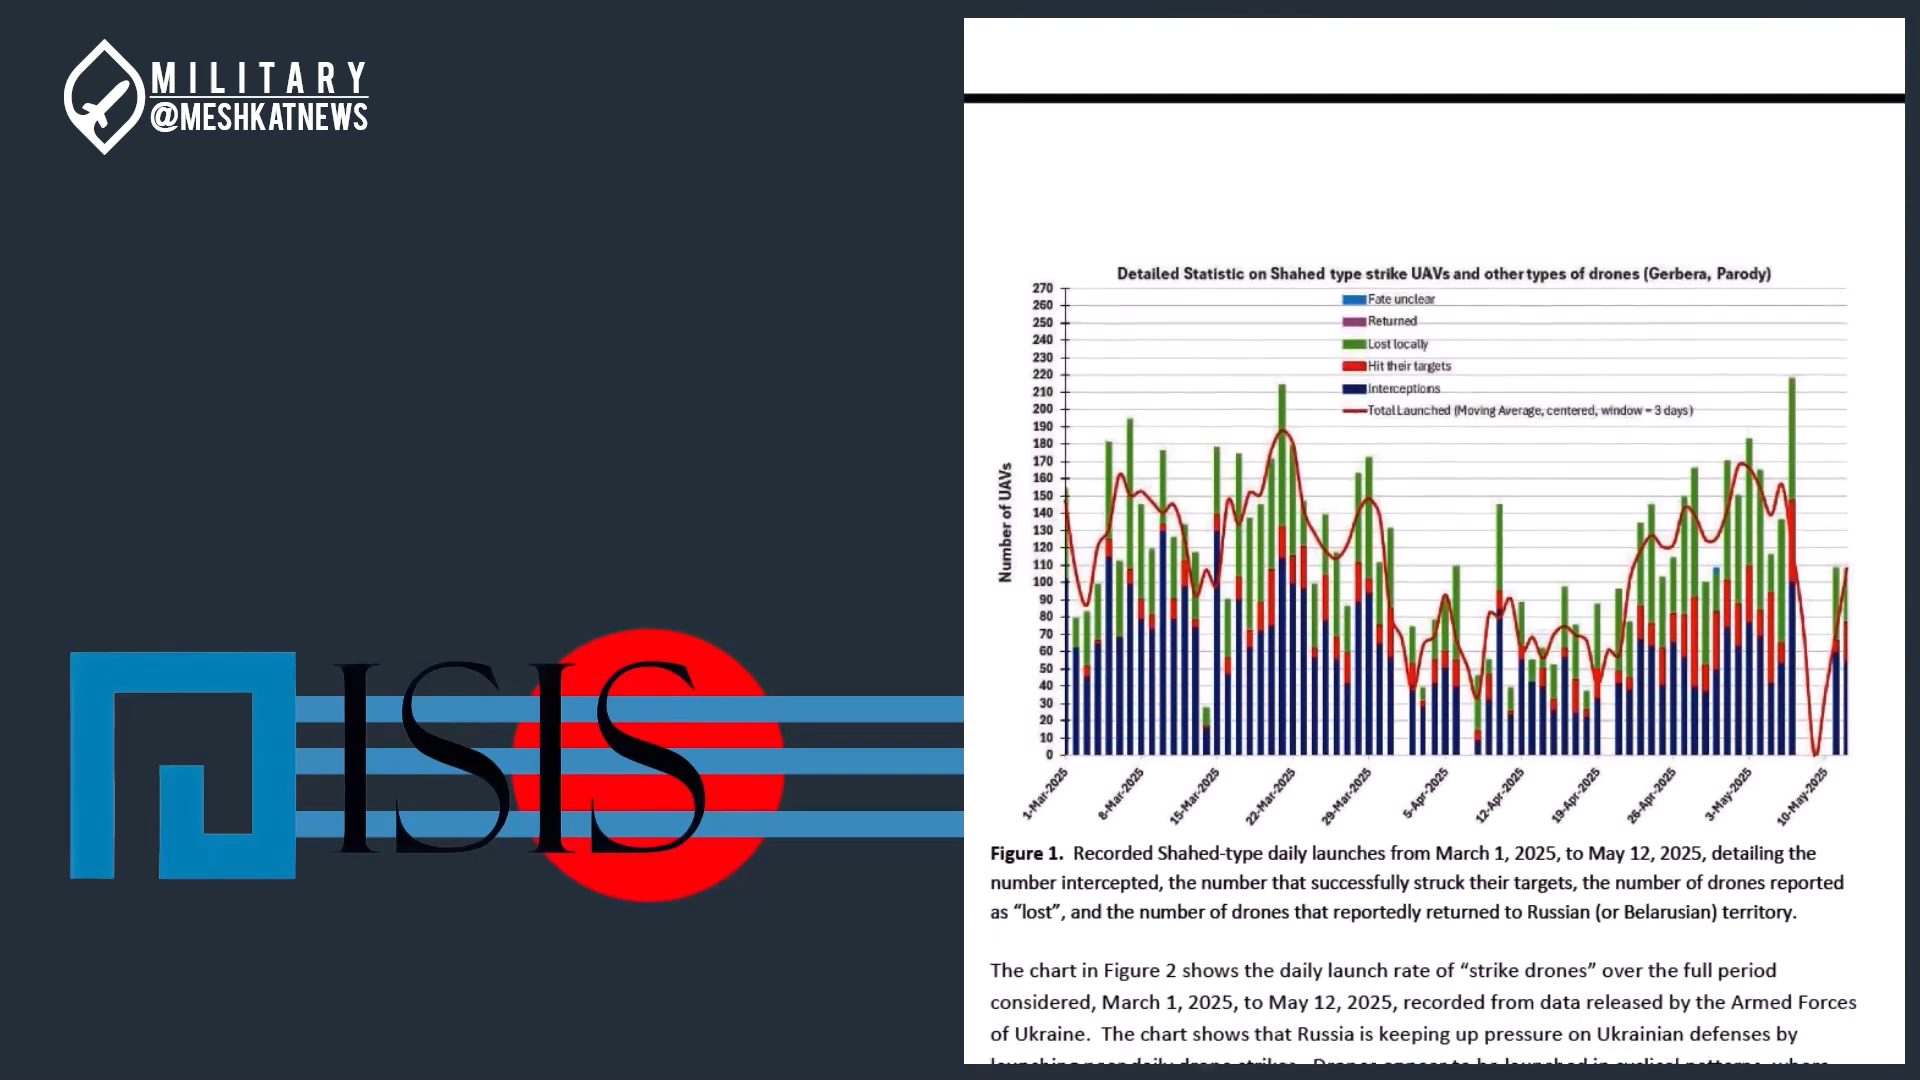 MILITARY
@MESHKATNEWS
ISIS
Detailed Statistic on Shahed type strike UAVs and other types of drones (Gerbera, Parody)
270
260
250
240
230
220
210
200
190
180
170
160
150
140
130
120
110
100
90
80
70
60
50
40
30
20
10
0
Number of UAVs
Fate unclear
Returned
Lost locally
Hit their targets
Interceptions
Total Launched (Moving Average, centered, window = 3 days)
1-Mar-2025
8-Mar-2025
15-Mar-2025
22-Mar-2025
29-Mar-2025
5-Apr-2025
12-Apr-2025
19-Apr-2025
26-Apr-2025
3-May-2025
10-May-2025
Figure 1. Recorded Shahed-type daily launches from March 1, 2025, to May 12, 2025, detailing the
number intercepted, the number that successfully struck their targets, the number of drones reported
as “lost”, and the number of drones that reportedly returned to Russian (or Belarusian) territory.
The chart in Figure 2 shows the daily launch rate of “strike drones” over the full period
considered, March 1, 2025, to May 12, 2025, recorded from data released by the Armed Forces
of Ukraine. The chart shows that Russia is keeping up pressure on Ukrainian defenses by